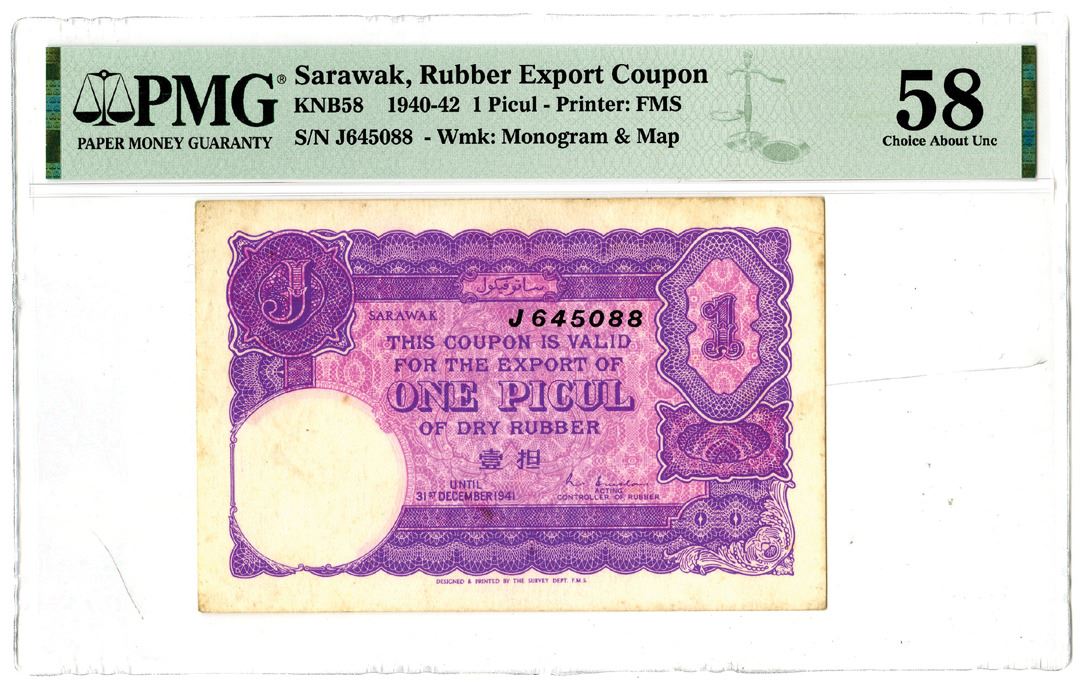 PMG®
PAPER MONEY GUARANTY
Sarawak, Rubber Export Coupon
KNB58 1940-42 1 Picul - Printer: FMS
S/N J645088 - Wmk: Monogram & Map
58
Choice About Unc
J
ساتوڤيكول
1
SARAWAK
J 645088
THIS COUPON IS VALID
FOR THE EXPORT OF
ONE PICUL
OF DRY RUBBER
壹 担
UNTIL
31ST DECEMBER 1941
ACTING
CONTROLLER OF RUBBER
DESIGNED & PRINTED BY THE SURVEY DEPT. F.M.S.